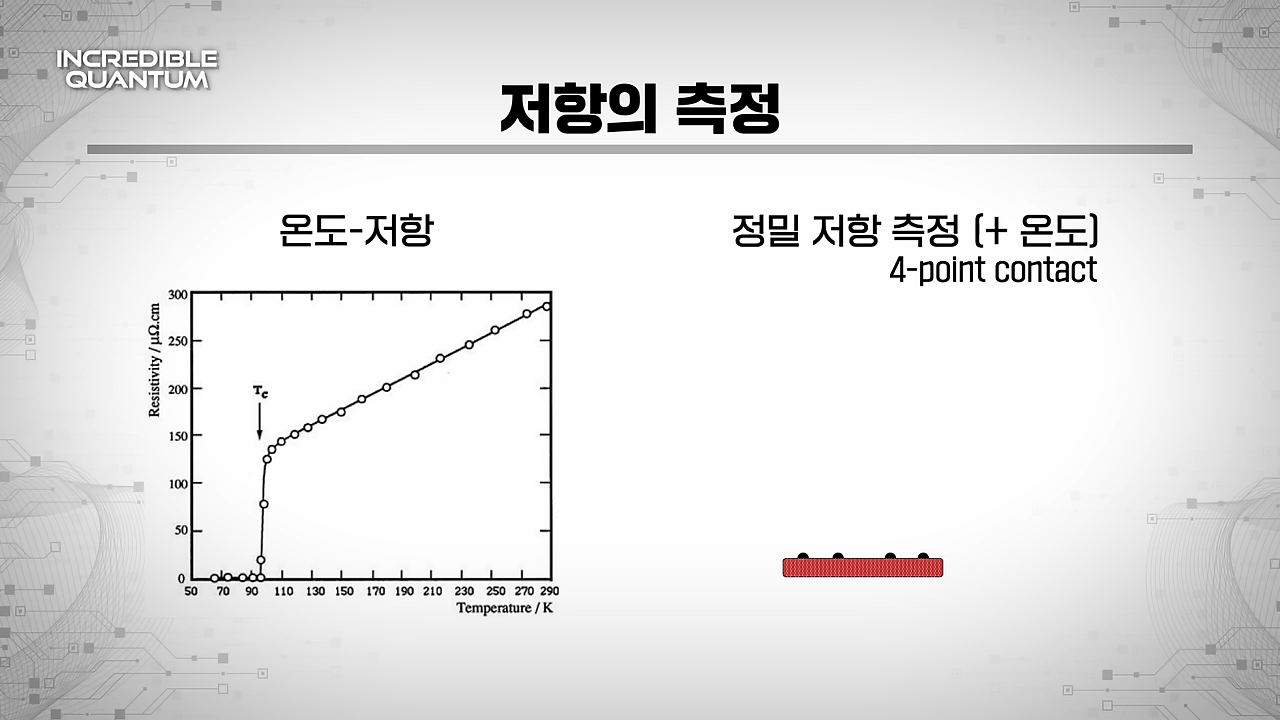 INCREDIBLE
QUANTUM
저항의 측정
온도-저항
정밀 저항 측정 (+ 온도)
4-point contact
Resistivity / μΩ.cm
300
250
200
150
100
50
0
Tc
50 70 90 110 130 150 170 190 210 230 250 270 290
Temperature / K